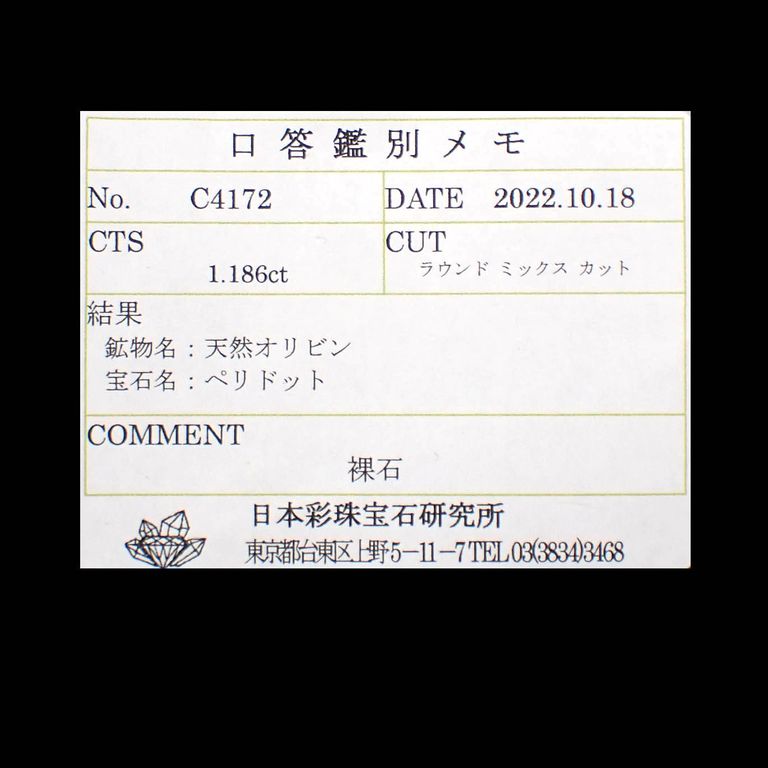 口答鑑別メモ
No. C4172 DATE 2022.10.18
CTS CUT
1.186ct ラウンド ミックス カット
結果
鉱物名：天然オリビン
宝石名：ペリドット
COMMENT
裸石
日本彩珠宝石研究所
東京都台東区上野5－11－7 TEL 03(3834)3468